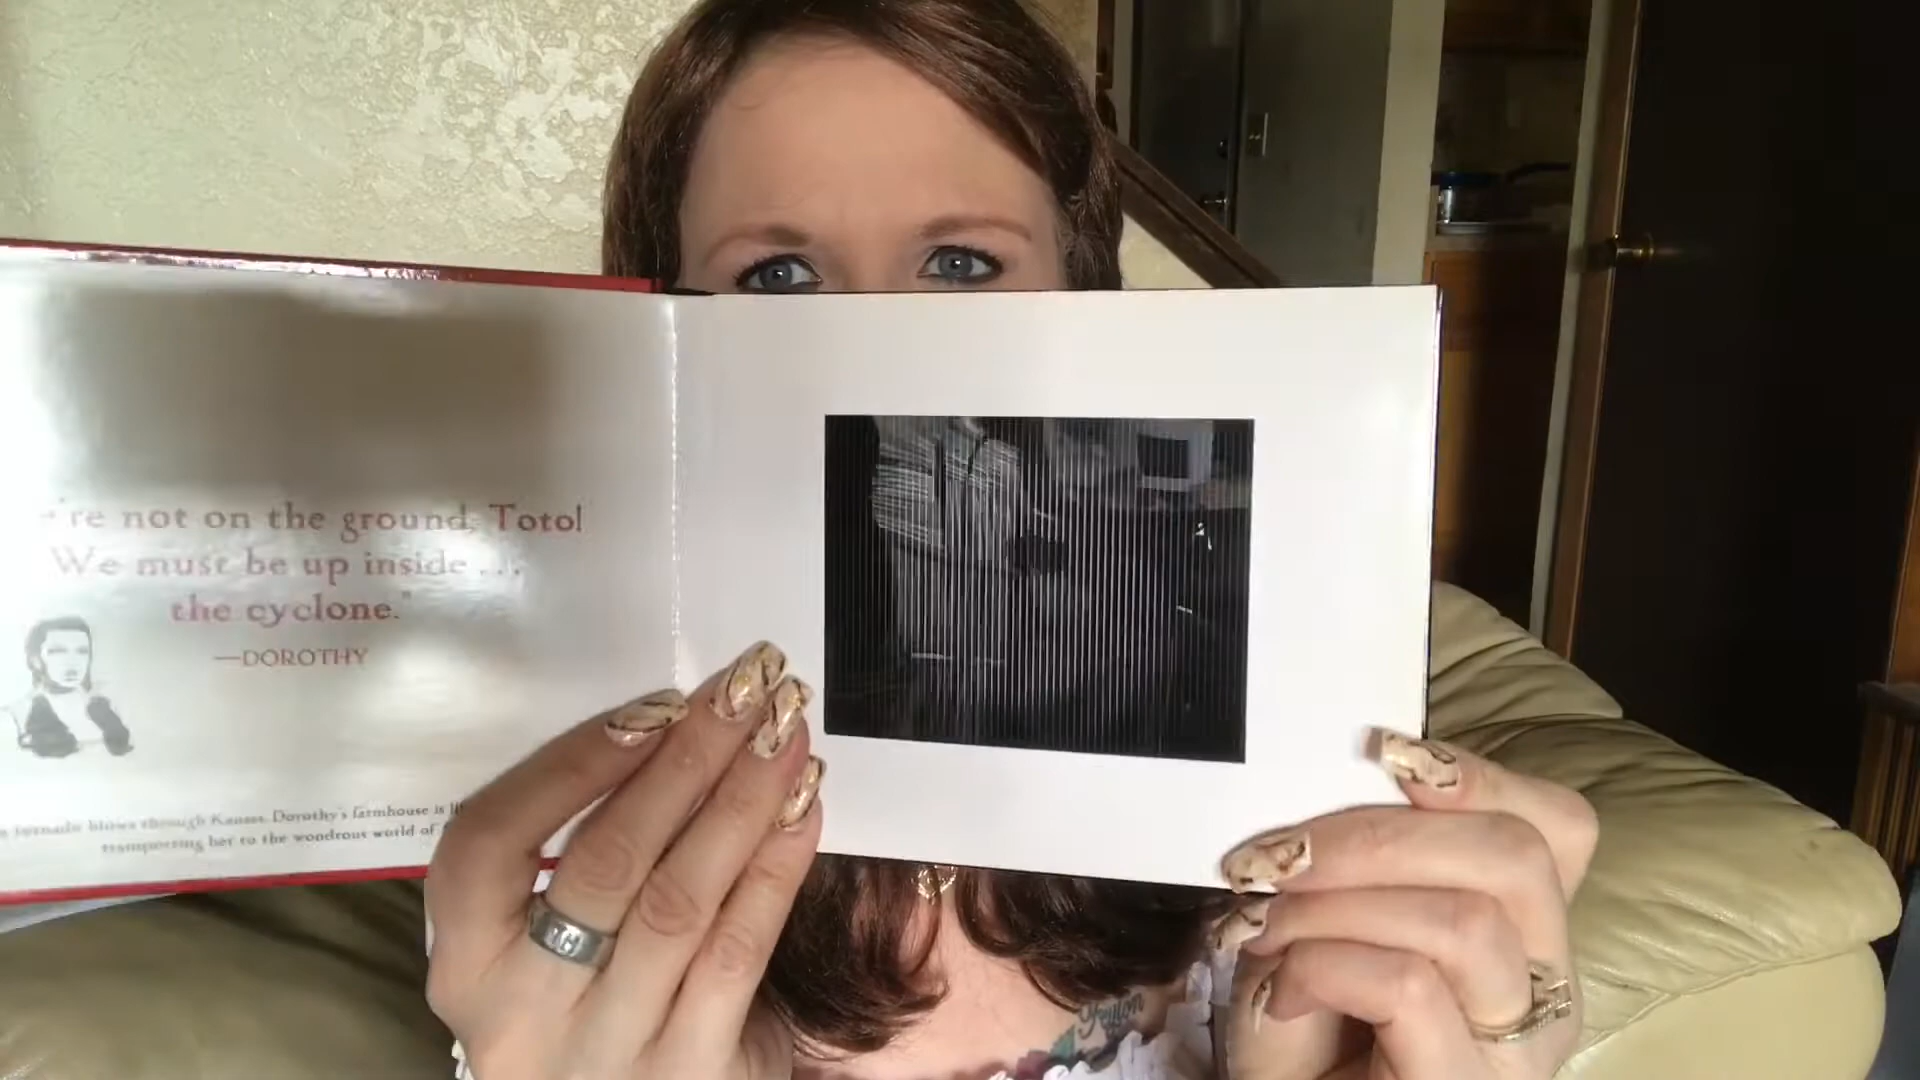 're not on the ground, Toto!
We must be up inside . . .
the cyclone."
—DOROTHY
tornado blows through Kansas. Dorothy's farmhouse is
transporting her to the wondrous world of
Peyton